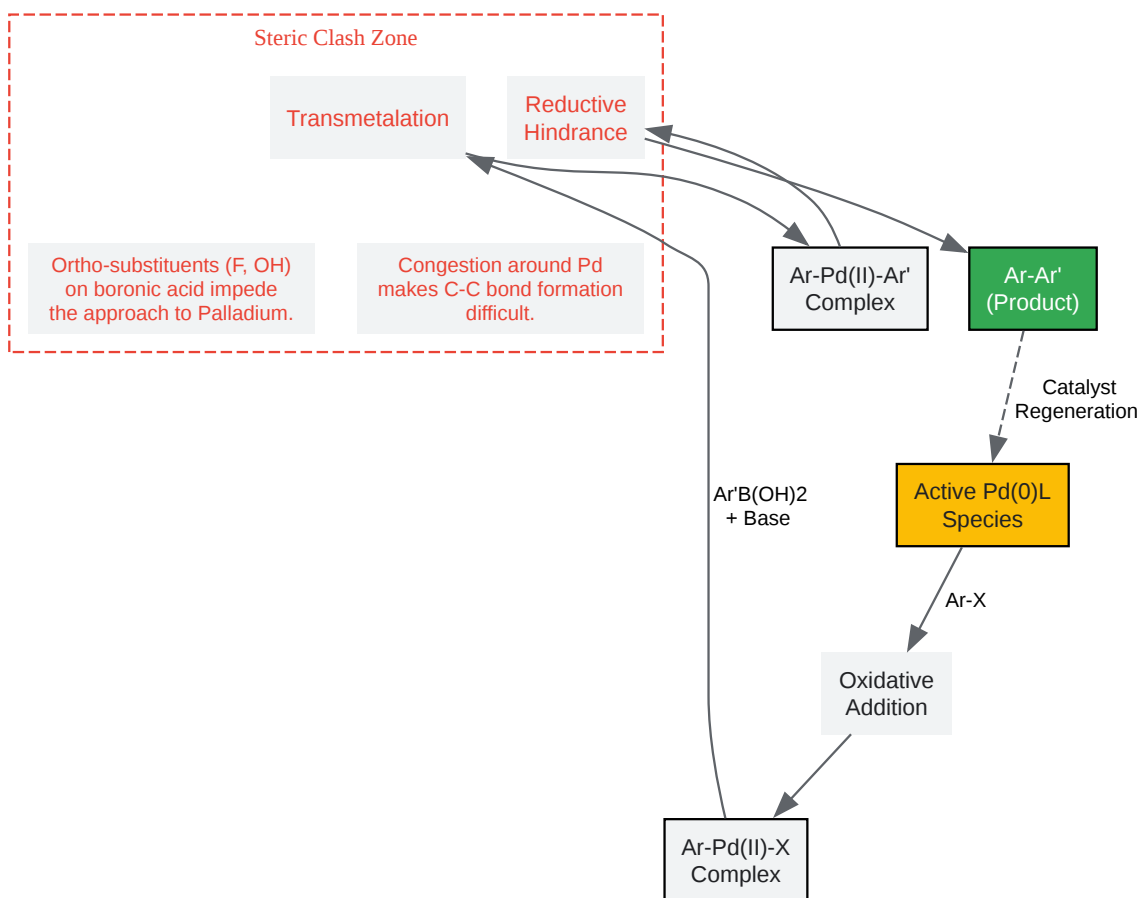 Steric Clash Zone
Transmetalation
Reductive
Hindrance
Ortho-substituents (F, OH)
on boronic acid impede
the approach to Palladium.
Congestion around Pd
makes C-C bond formation
difficult.
Ar-Pd(II)-Ar'
Complex
Ar-Ar'
(Product)
Catalyst
Regeneration
Active Pd(0)L
Species
Ar'B(OH)2
+ Base
Ar-X
Oxidative
Addition
Ar-Pd(II)-X
Complex